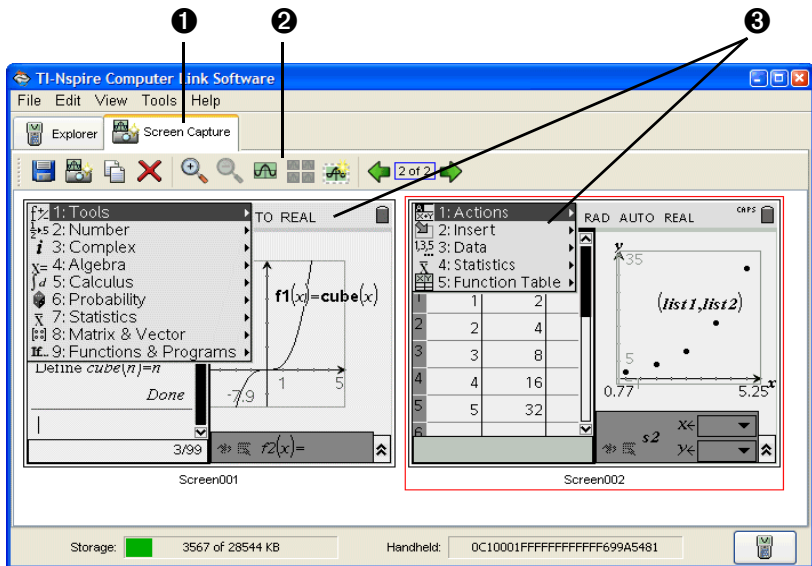 ❶ ❷ ❸
TI-Nspire Computer Link Software
File Edit View Tools Help
Explorer Screen Capture
2 of 2
1: Tools
2: Number
3: Complex
4: Algebra
5: Calculus
6: Probability
7: Statistics
8: Matrix & Vector
9: Functions & Programs
TO REAL
f1(x)=cube(x)
1 5
-7.9
Define cube(n)=n
Done
3/99
f2(x)=
Screen001
1: Actions
2: Insert
3: Data
4: Statistics
5: Function Table
RAD AUTO REAL
CAPS
1 1 2
2 2 4
3 3 8
4 4 16
5 5 32
6
y
35
(list1,list2)
5
0.77 5.25 x
s2
x←
y←
Screen002
Storage: 3567 of 28544 KB
Handheld: 0C10001FFFFFFFFFFFF699A5481